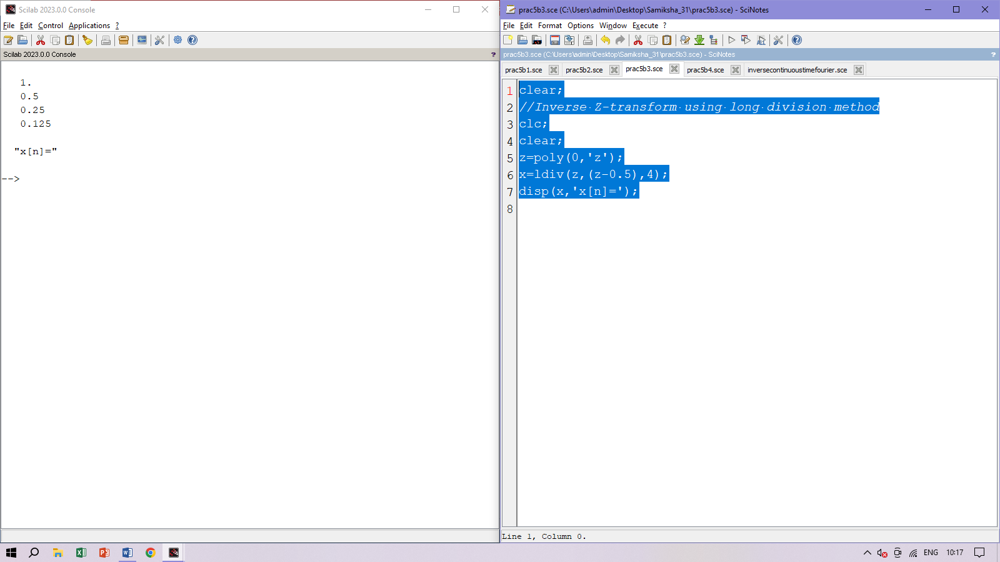 Scilab 2023.0.0 Console
File Edit Control Applications ?
Scilab 2023.0.0 Console ?
1.
0.5
0.25
0.125
"x[n]="
-->
prac5b3.sce (C:\Users\admin\Desktop\Samiksha_31\prac5b3.sce) - SciNotes
File Edit Format Options Window Execute ?
prac5b3.sce (C:\Users\admin\Desktop\Samiksha_31\prac5b3.sce) - SciNotes ?
prac5b1.sce prac5b2.sce prac5b3.sce prac5b4.sce inversecontinuoustimefourier.sce
1 clear;
2 //Inverse Z-transform using long division method
3 clc;
4 clear;
5 z=poly(0,'z');
6 x=ldiv(z,(z-0.5),4);
7 disp(x,'x[n]=');
8
Line 1, Column 0.
ENG 10:17